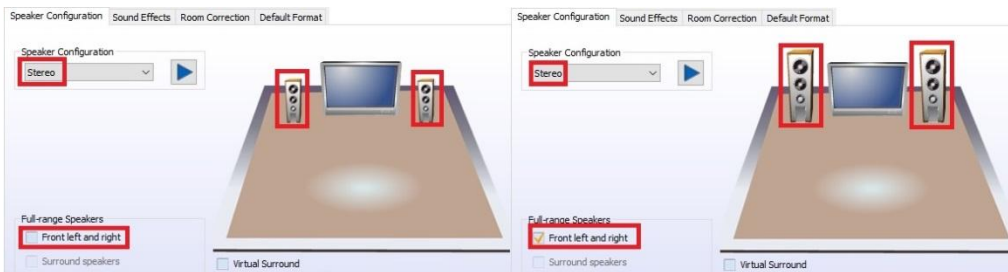 Speaker Configuration Sound Effects Room Correction Default Format
Speaker Configuration
Stereo
Full-range Speakers
Front left and right
Surround speakers
Virtual Surround
Speaker Configuration Sound Effects Room Correction Default Format
Speaker Configuration
Stereo
Full-range Speakers
Front left and right
Surround speakers
Virtual Surround